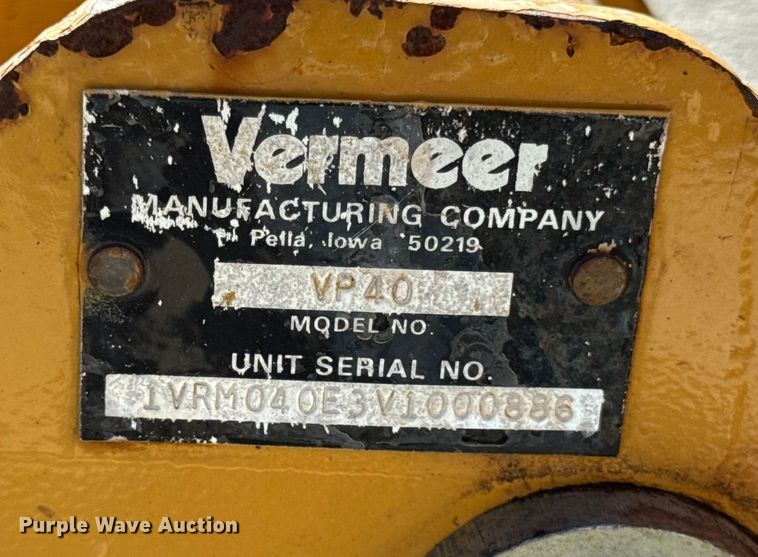 Vermeer
MANUFACTURING COMPANY
Pella, Iowa 50219
VP40
MODEL NO.
UNIT SERIAL NO.
1VRM040E3V1000886
Purple Wave Auction